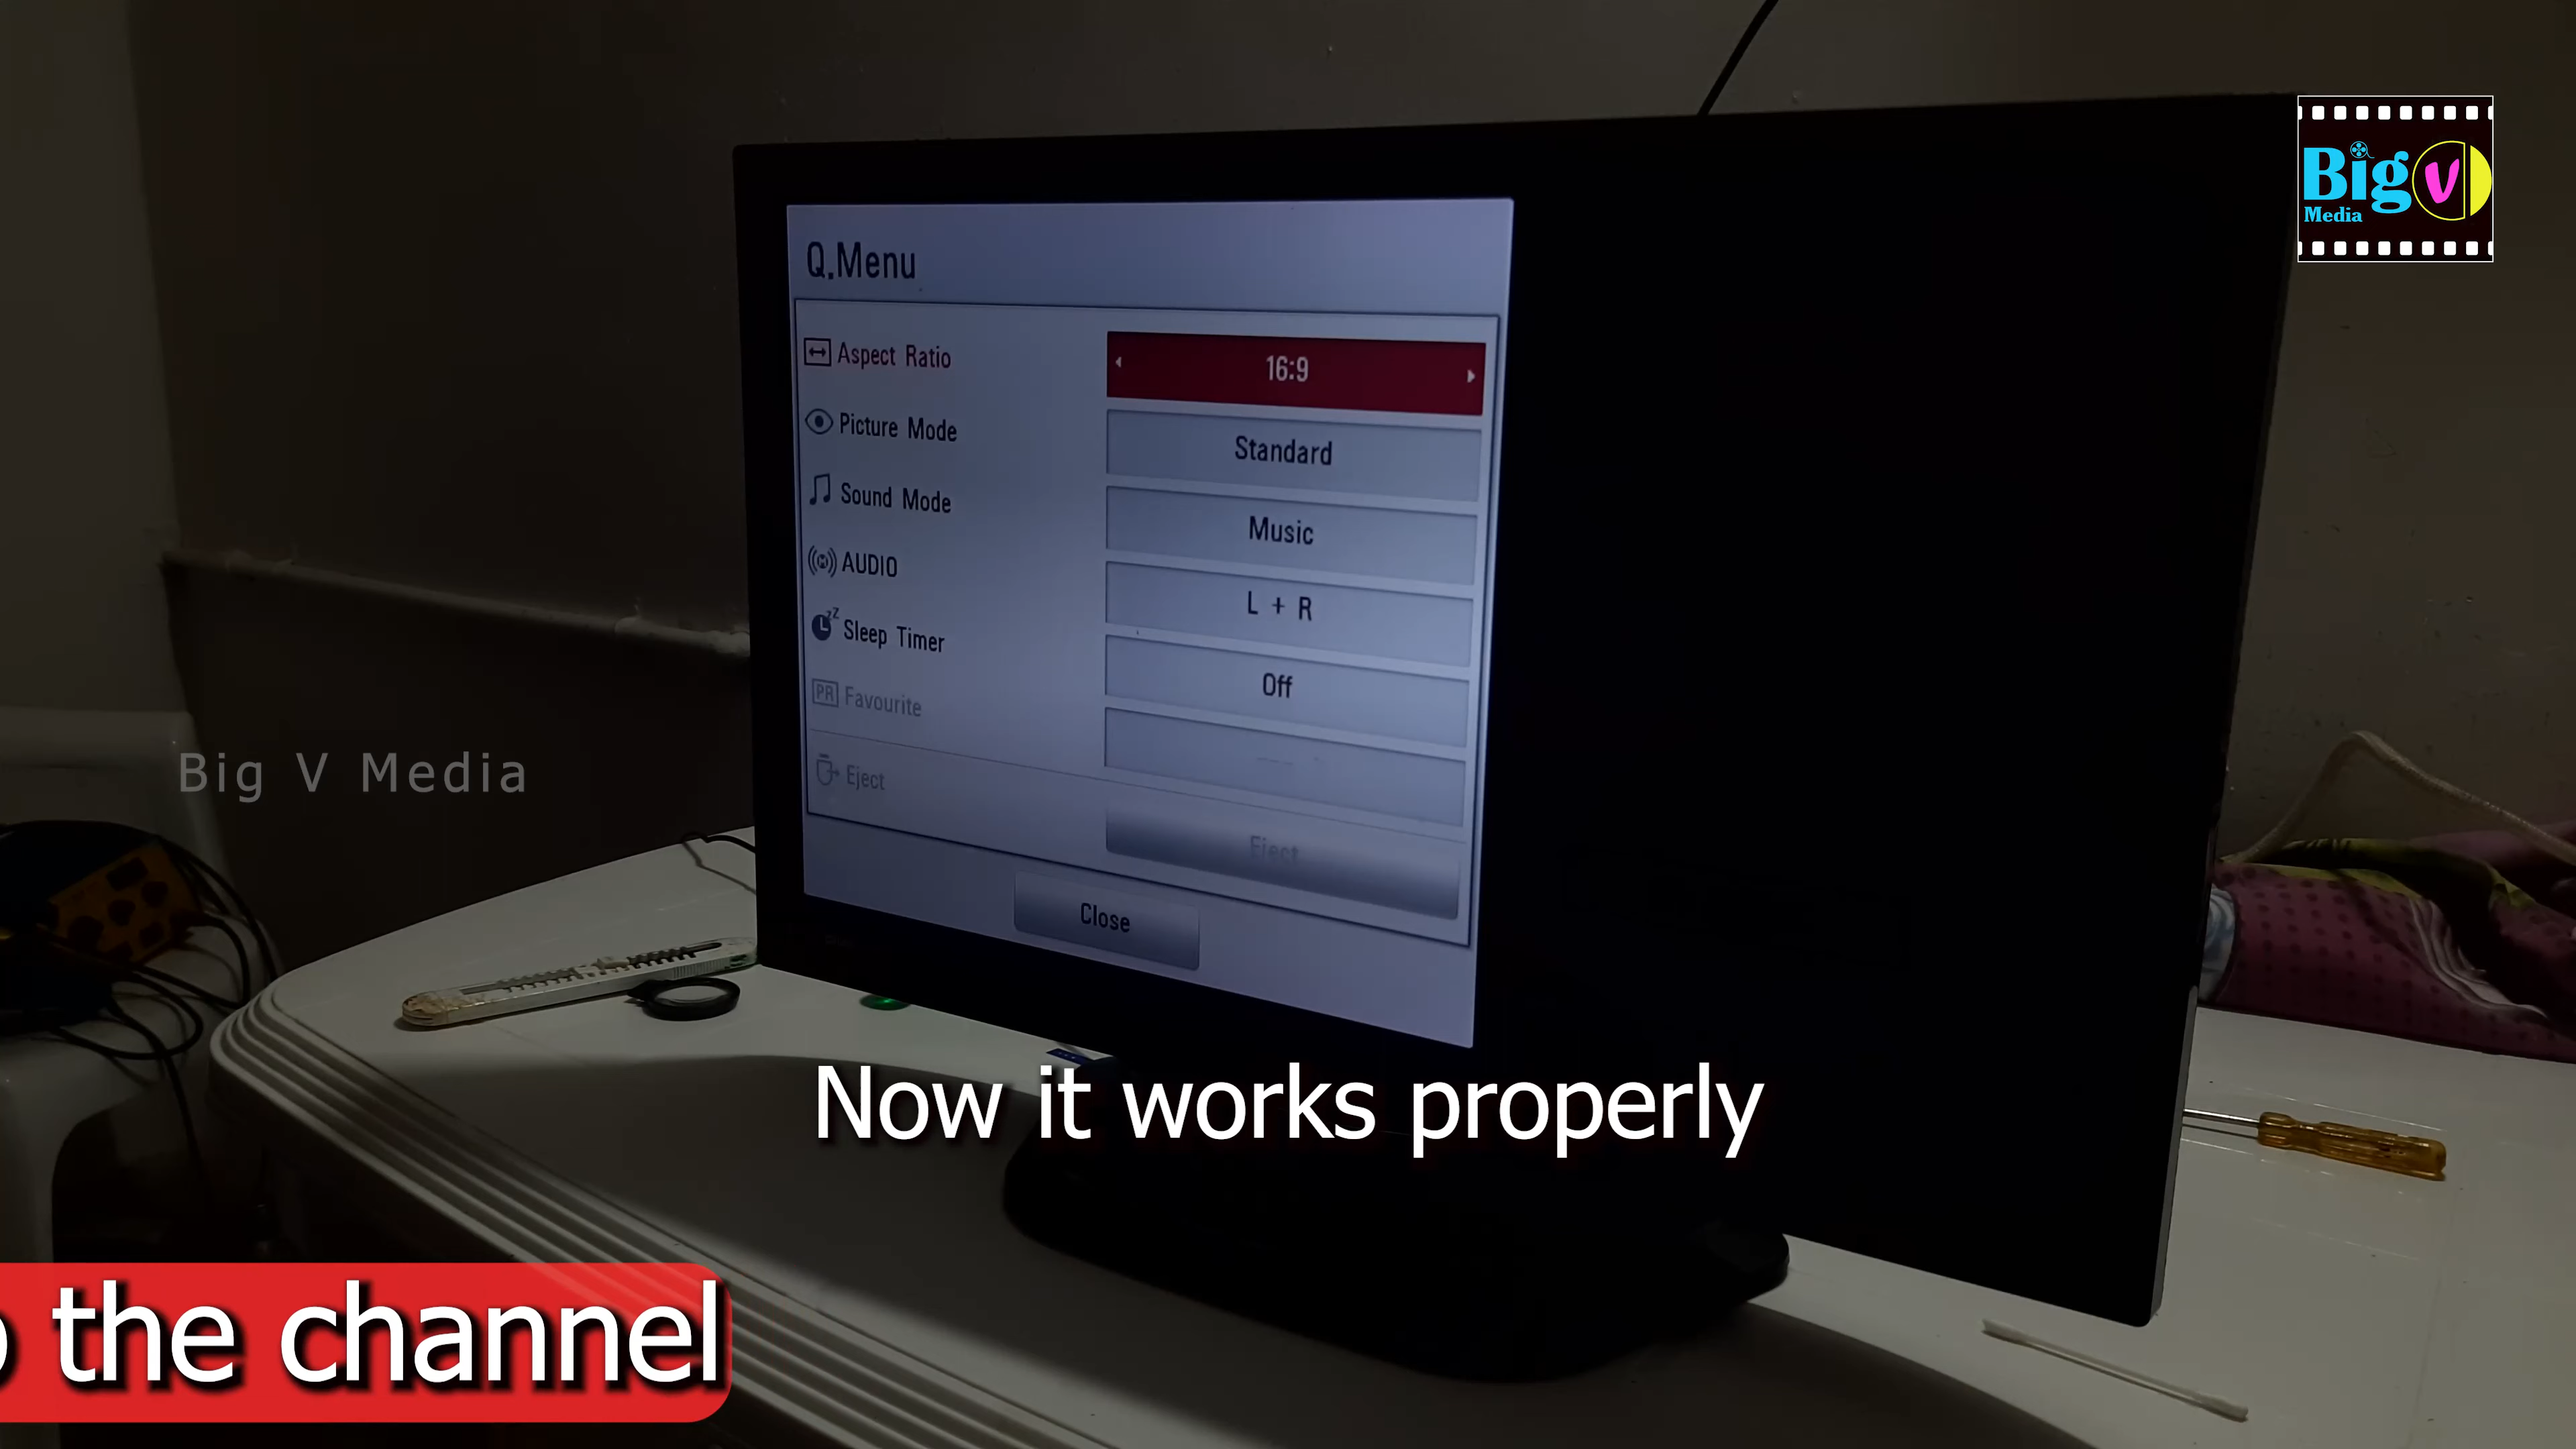 Big V
Media
Q.Menu
Aspect Ratio
16:9
Picture Mode
Standard
Sound Mode
Music
AUDIO
L + R
Sleep Timer
Off
PR Favourite
Eject
Eject
Close
Big V Media
Now it works properly
the channel